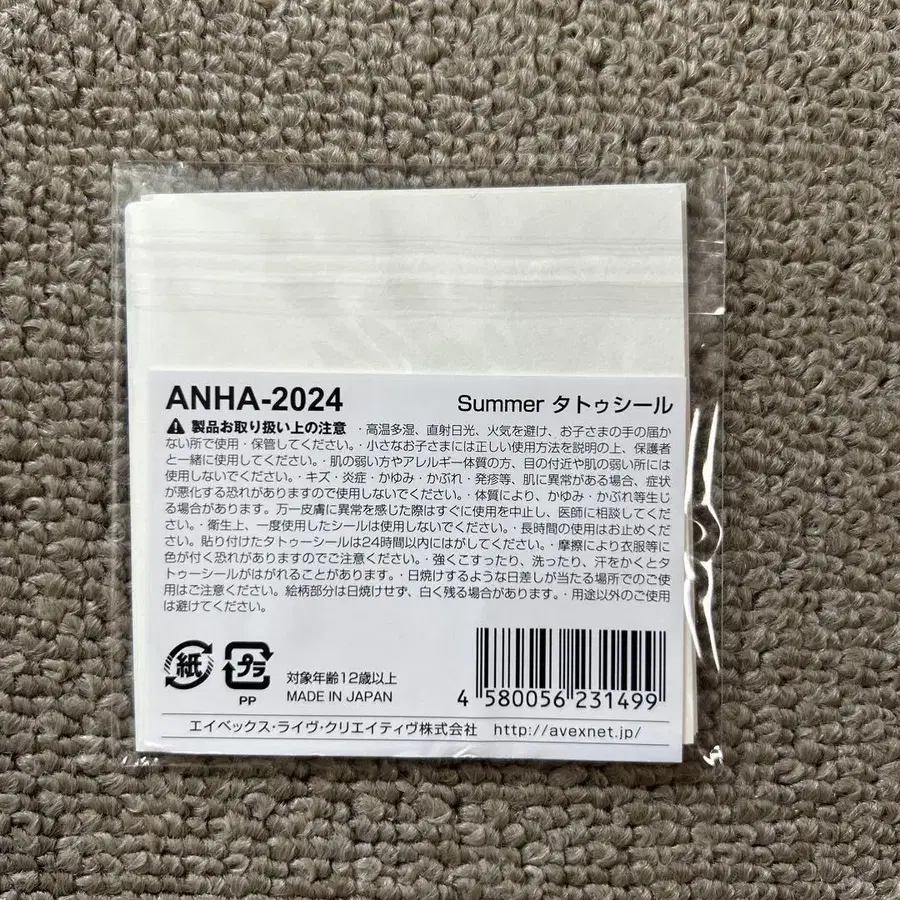 ANHA-2024 Summer タトゥシール
⚠ 製品お取り扱い上の注意 ・高温多湿、直射日光、火気を避け、お子さまの手の届か
ない所で使用・保管してください。・小さなお子さまには正しい使用方法を説明の上、保護者
と一緒に使用してください。・肌の弱い方やアレルギー体質の方、目の付近や肌の弱い所には
使用しないでください。・キズ・炎症・かゆみ・かぶれ・発疹等、肌に異常がある場合、症状
が悪化する恐れがありますので使用しないでください。・体質により、かゆみ・かぶれ等生じ
る場合があります。万一皮膚に異常を感じた際はすぐに使用を中止し、医師に相談してくだ
さい。・衛生上、一度使用したシールは使用しないでください。・長時間の使用はお止めくだ
さい。貼り付けたタトゥーシールは24時間以内にはがしてください。・摩擦により衣服等に
色が付く恐れがありますのでご注意ください。・強くこすったり、洗ったり、汗をかくとタ
トゥーシールがはがれることがあります。・日焼けするような日差しが当たる場所でのご使
用はご注意ください。絵柄部分は日焼けせず、白く残る場合があります。・用途以外のご使用
は避けてください。
紙
プラ
PP
対象年齢12歳以上
MADE IN JAPAN
4 580056 231499
エイベックス・ライヴ・クリエイティヴ株式会社 http://avexnet.jp/